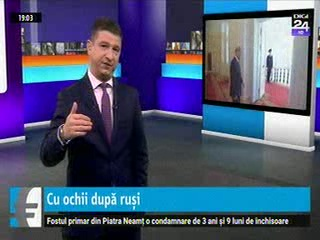 19:03
DIGI
24
HD
Cu ochii după ruși
Fostul primar din Piatra Neamț o condamnare de 3 ani și 9 luni de închisoare